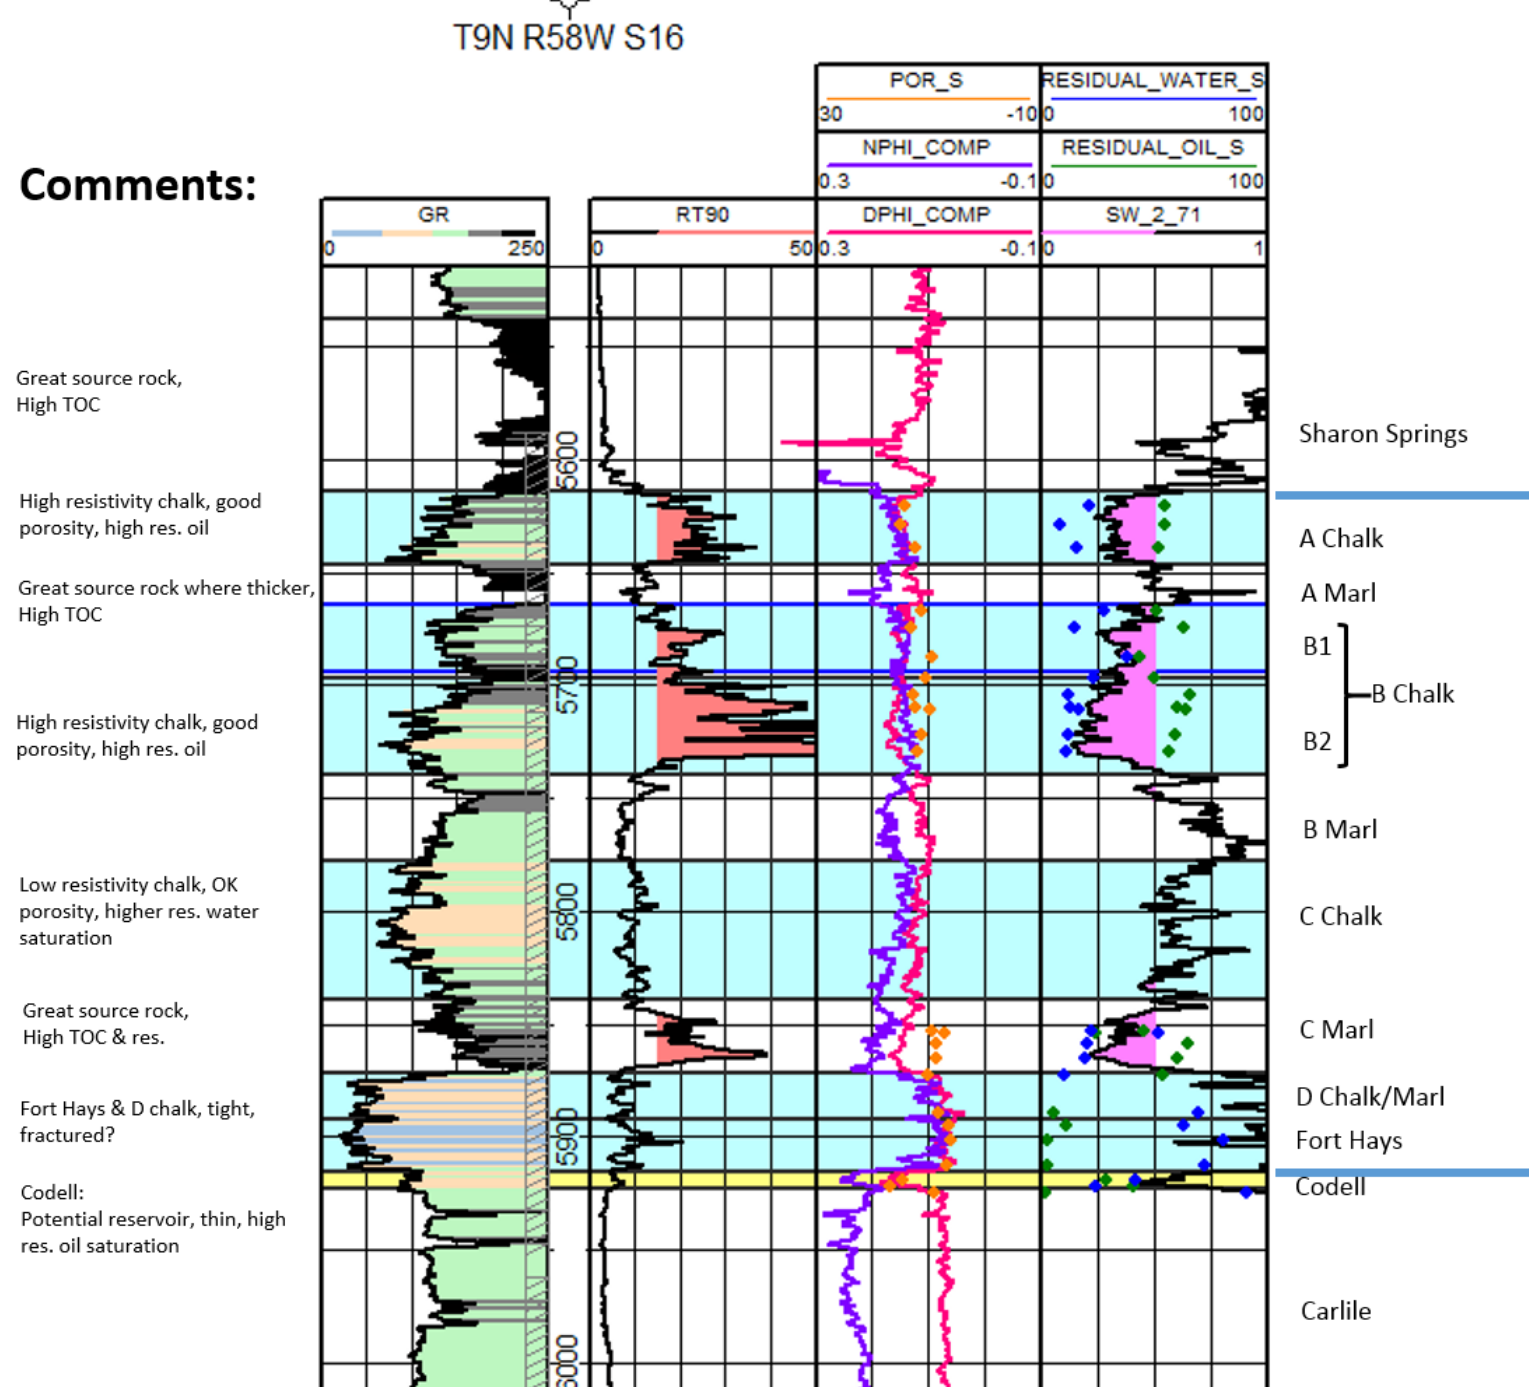 T9N R58W S16
POR_S
30 -10
RESIDUAL_WATER_S
0 100
NPHI_COMP
0.3 -0.1
RESIDUAL_OIL_S
0 100
Comments:
GR
0 250
RT90
0 50
DPHI_COMP
0.3 -0.1
SW_2_71
0 1
Great source rock,
High TOC
Sharon Springs
5600
High resistivity chalk, good
porosity, high res. oil
A Chalk
Great source rock where thicker,
High TOC
A Marl
B1
5700
B Chalk
High resistivity chalk, good
porosity, high res. oil
B2
B Marl
Low resistivity chalk, OK
porosity, higher res. water
saturation
5800
C Chalk
Great source rock,
High TOC & res.
C Marl
Fort Hays & D chalk, tight,
fractured?
D Chalk/Marl
5900
Fort Hays
Codell
Codell:
Potential reservoir, thin, high
res. oil saturation
Carlile
6000